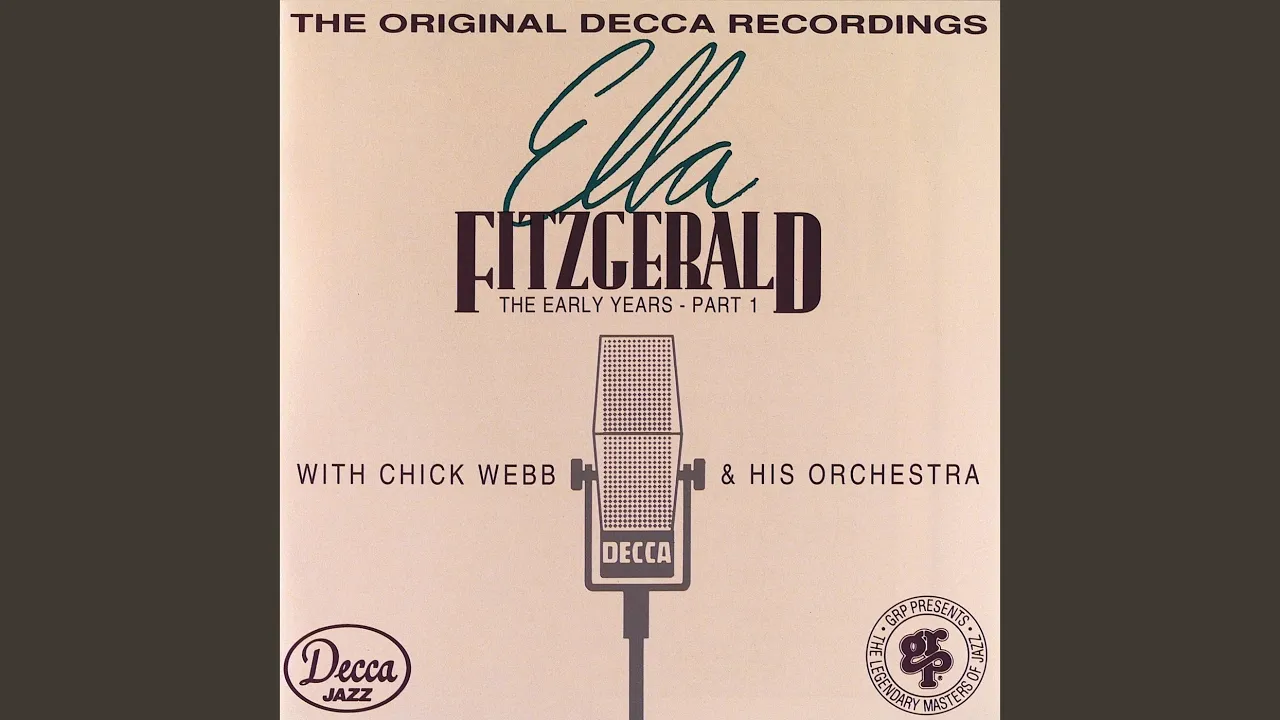 THE ORIGINAL DECCA RECORDINGS
Ella
FITZGERALD
THE EARLY YEARS - PART 1
WITH CHICK WEBB & HIS ORCHESTRA
DECCA
Decca
JAZZ
• GRP PRESENTS •
THE LEGENDARY MASTERS OF JAZZ
grp